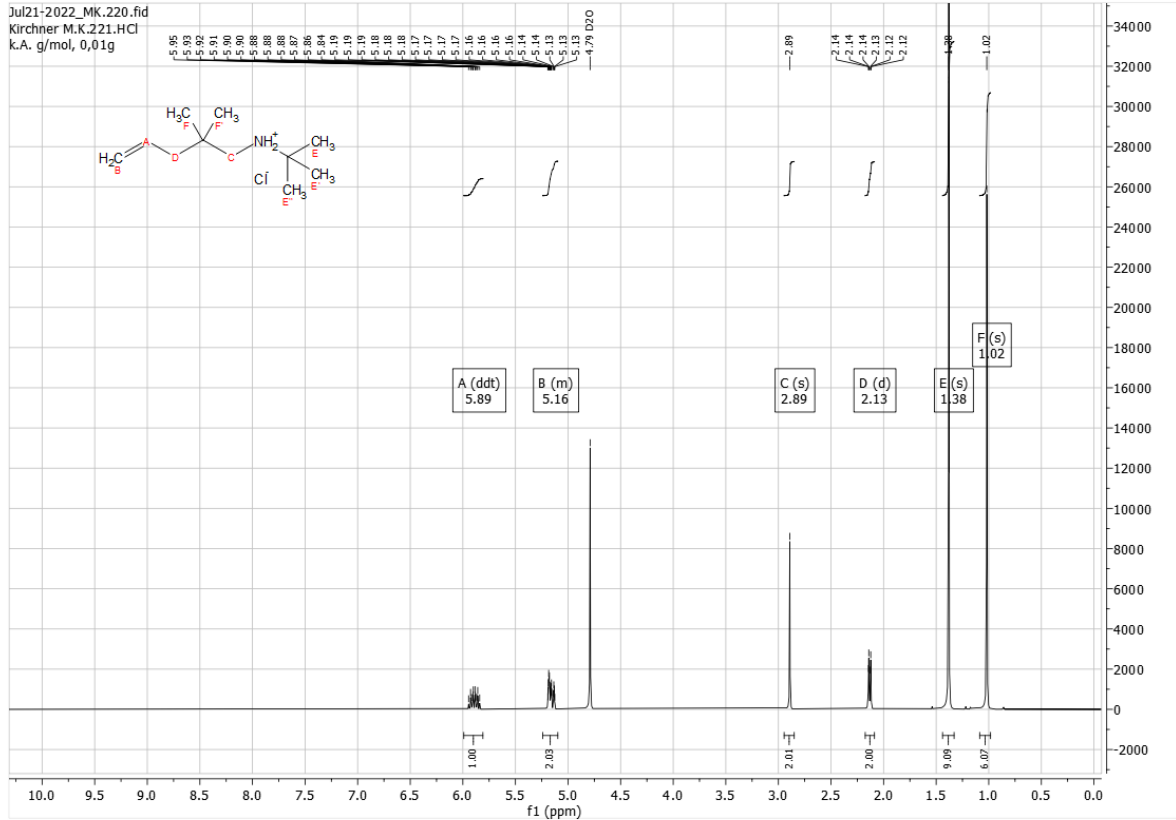 Jul21-2022_MK.220.fid
Kirchner M.K.221.HCl
k.A. g/mol, 0,01g
5.95
5.93
5.92
5.91
5.90
5.90
5.88
5.88
5.88
5.87
5.86
5.84
5.19
5.19
5.19
5.18
5.18
5.18
5.17
5.17
5.17
5.17
5.16
5.16
5.16
5.16
5.14
5.14
5.13
5.13
5.13
4.79 D2O
2.89
2.14
2.14
2.14
2.13
2.12
2.12
1.38
1.02
H3C
F
CH3
F'
A
H2C
B
D
C
NH2+
Cl-
CH3
E
CH3
E'
CH3
E''
A (ddt)
5.89
B (m)
5.16
C (s)
2.89
D (d)
2.13
E (s)
1.38
F (s)
1.02
1.00
2.03
2.01
2.00
9.09
6.07
34000
32000
30000
28000
26000
24000
22000
20000
18000
16000
14000
12000
10000
8000
6000
4000
2000
0
-2000
10.0 9.5 9.0 8.5 8.0 7.5 7.0 6.5 6.0 5.5 5.0 4.5 4.0 3.5 3.0 2.5 2.0 1.5 1.0 0.5 0.0
f1 (ppm)